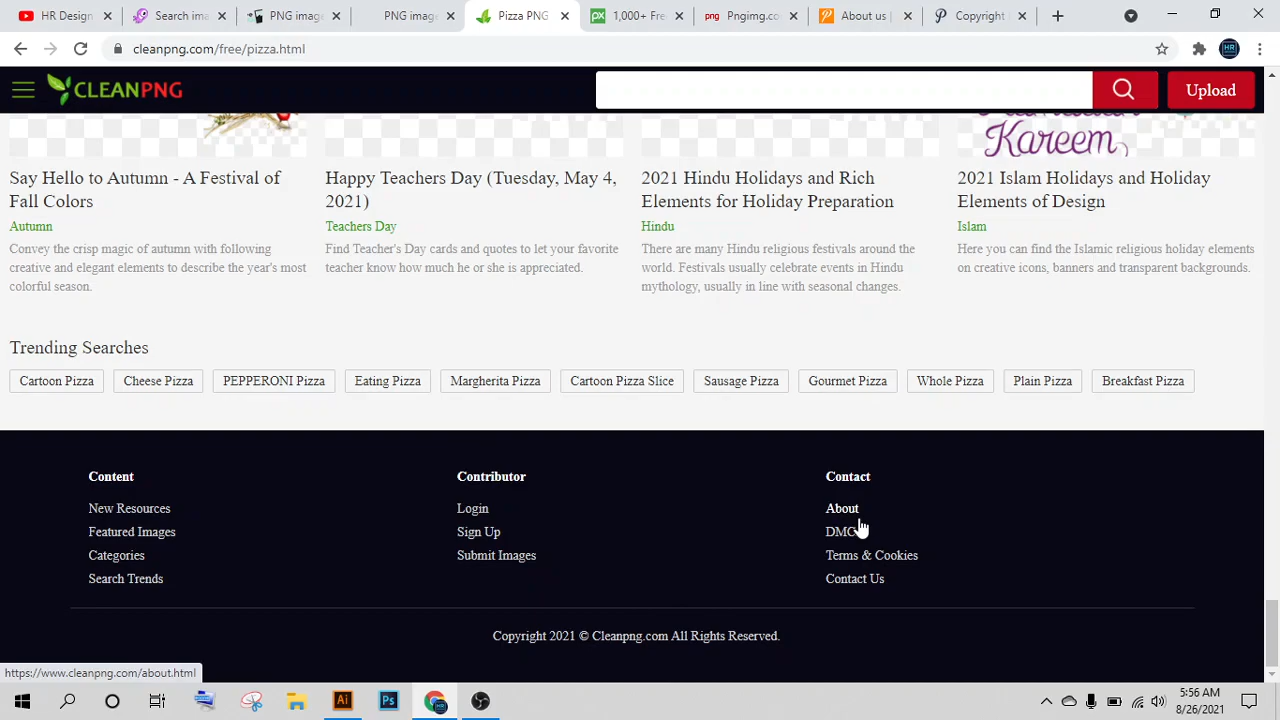 HR Design
Search ima
PNG image
PNG imag
Pizza PNG
1,000+ Fre
png
Pngimg.co
About us |
Copyright
cleanpng.com/free/pizza.html
CLEANPNG
Upload
Kareem
Say Hello to Autumn - A Festival of
Fall Colors
Autumn
Convey the crisp magic of autumn with following
creative and elegant elements to describe the year's most
colorful season.
Happy Teachers Day (Tuesday, May 4,
2021)
Teachers Day
Find Teacher's Day cards and quotes to let your favorite
teacher know how much he or she is appreciated.
2021 Hindu Holidays and Rich
Elements for Holiday Preparation
Hindu
There are many Hindu religious festivals around the
world. Festivals usually celebrate events in Hindu
mythology, usually in line with seasonal changes.
2021 Islam Holidays and Holiday
Elements of Design
Islam
Here you can find the Islamic religious holiday elements
on creative icons, banners and transparent backgrounds.
Trending Searches
Cartoon Pizza
Cheese Pizza
PEPPERONI Pizza
Eating Pizza
Margherita Pizza
Cartoon Pizza Slice
Sausage Pizza
Gourmet Pizza
Whole Pizza
Plain Pizza
Breakfast Pizza
Content
New Resources
Featured Images
Categories
Search Trends
Contributor
Login
Sign Up
Submit Images
Contact
About
DMC
Terms & Cookies
Contact Us
Copyright 2021 © Cleanpng.com All Rights Reserved.
https://www.cleanpng.com/about.html
Ai
Ps
5:56 AM
8/26/2021